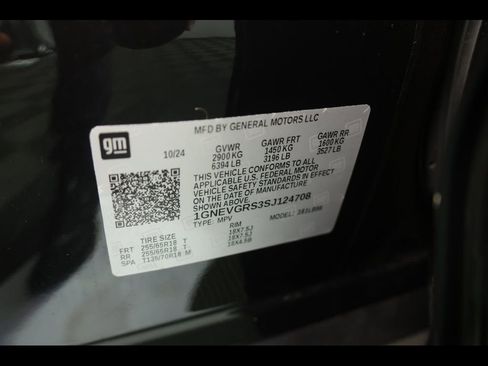 MFD BY GENERAL MOTORS LLC
gm
10/24
GVWR GAWR FRT GAWR RR
2900 KG 1450 KG 1600 KG
6394 LB 3196 LB 3527 LB
THIS VEHICLE CONFORMS TO ALL
APPLICABLE U.S. FEDERAL MOTOR
VEHICLE SAFETY STANDARDS IN EFFECT
ON THE DATE OF MANUFACTURE
SHOWN ABOVE.
1GNEVGRS3SJ124708
TYPE: MPV MODEL:
TIRE SIZE RIM
FRT 255/65R18 T 18X7.5J
RR 255/65R18 T 18X7.5J
SPA T135/70R18 M 18X4.5B